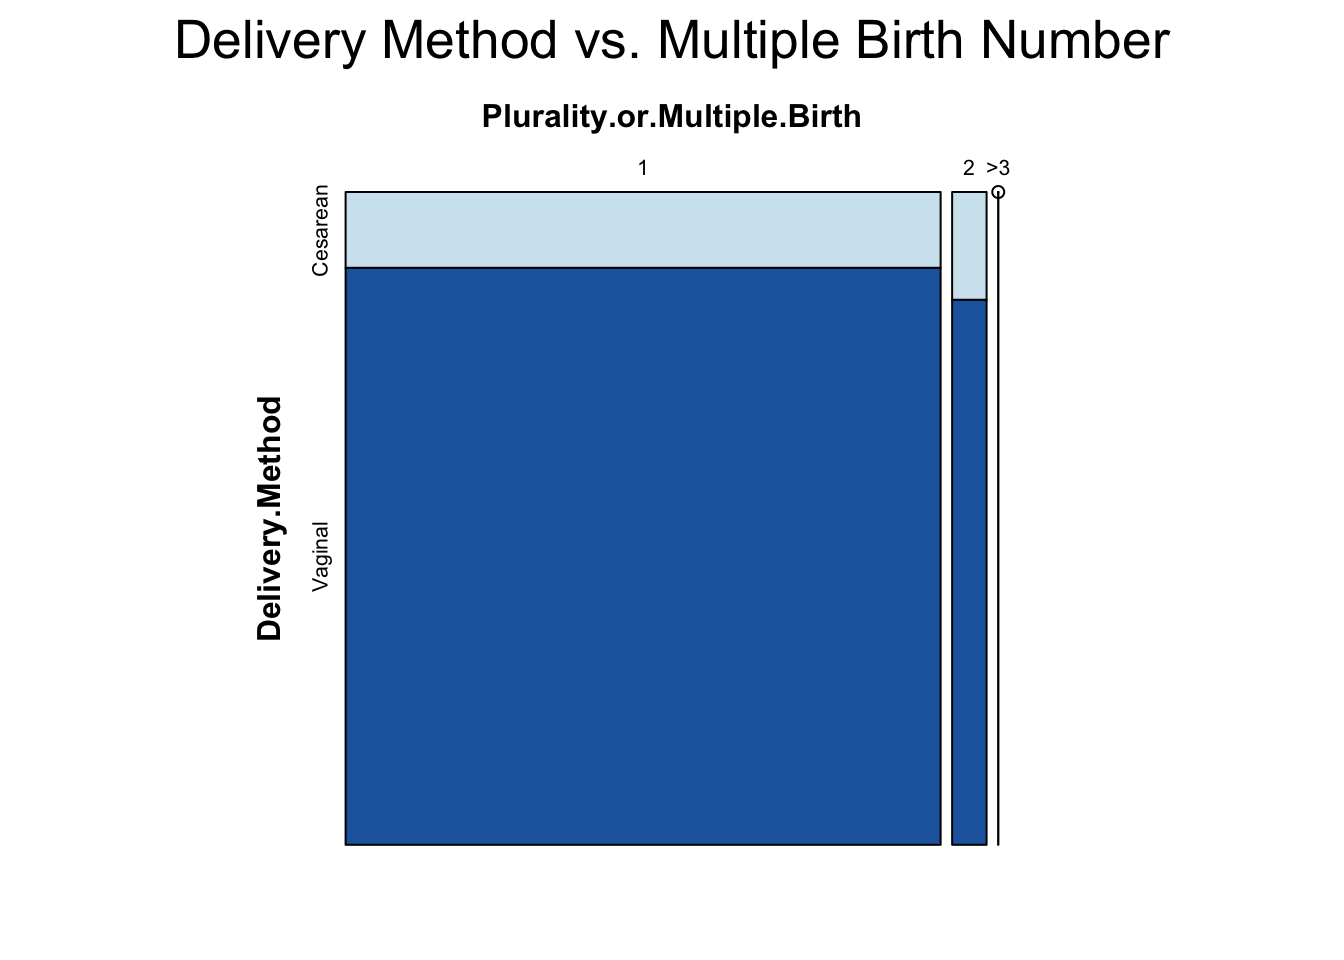 Delivery Method vs. Multiple Birth Number
Plurality.or.Multiple.Birth
1 2 >3
Cesarean
Delivery.Method
Vaginal